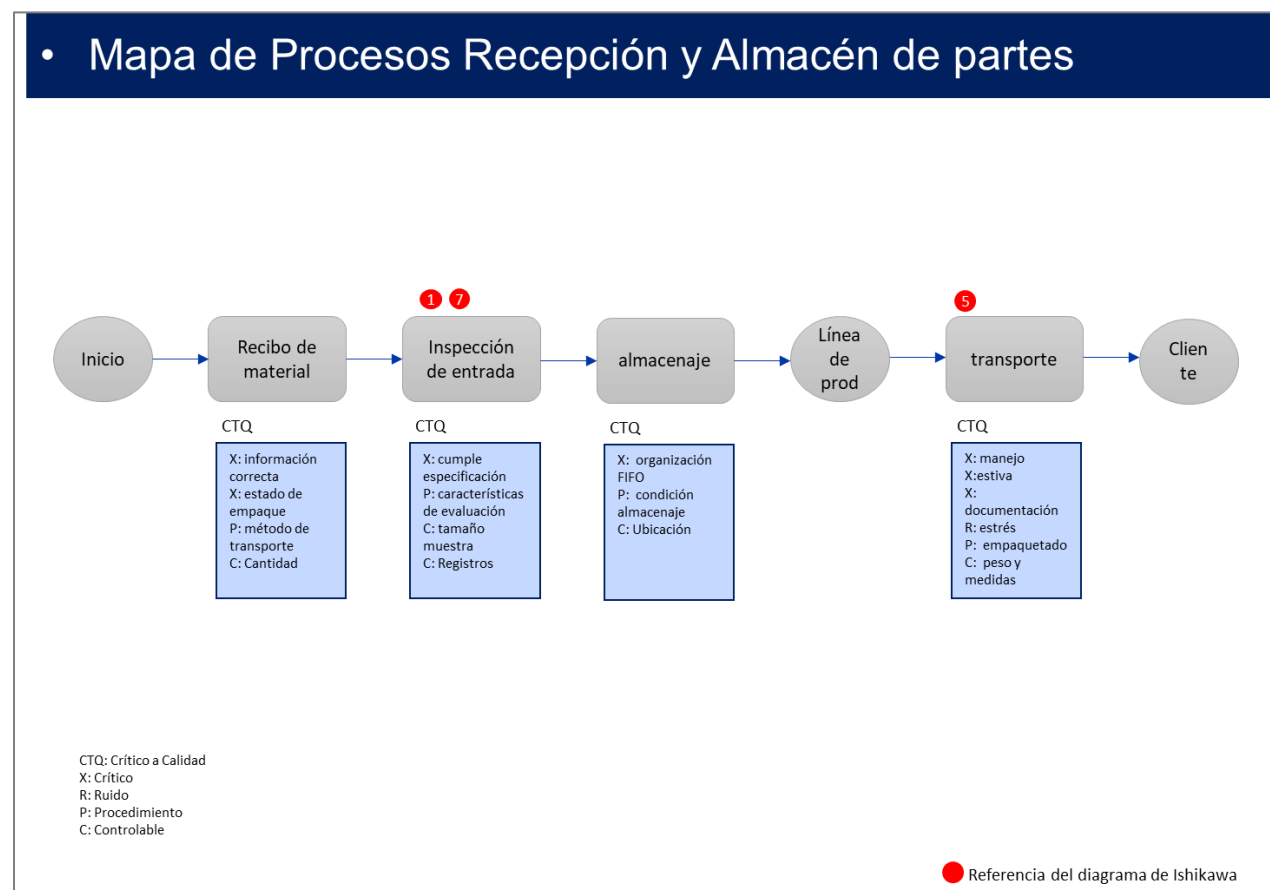 • Mapa de Procesos Recepción y Almacén de partes
1 7
5
Inicio
Recibo de
material
Inspección
de entrada
almacenaje
Línea
de
prod
transporte
Clien
te
CTQ
X: información
correcta
X: estado de
empaque
P: método de
transporte
C: Cantidad
CTQ
X: cumple
especificación
P: características
de evaluación
C: tamaño
muestra
C: Registros
CTQ
X: organización
FIFO
P: condición
almacenaje
C: Ubicación
CTQ
X: manejo
X:estiva
X:
documentación
R: estrés
P: empaquetado
C: peso y
medidas
CTQ: Crítico a Calidad
X: Crítico
R: Ruido
P: Procedimiento
C: Controlable
Referencia del diagrama de Ishikawa